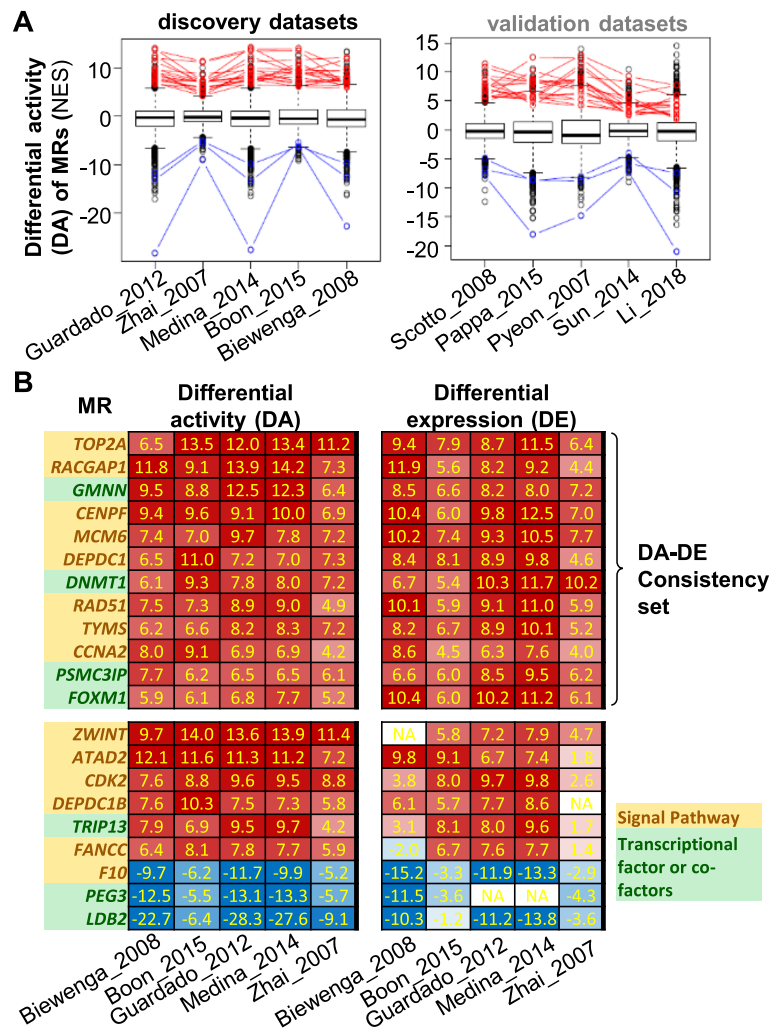 A
discovery datasets
validation datasets
Differential activity
(DA) of MRs (NES)
10
0
-10
-20
15
10
5
0
-5
-10
-15
-20
Guardado_2012
Zhai_2007
Medina_2014
Boon_2015
Biewenga_2008
Scotto_2008
Pappa_2015
Pyeon_2007
Sun_2014
Li_2018
B
MR
Differential
activity (DA)
Differential
expression (DE)
TOP2A 6.5 13.5 12.0 13.4 11.2 9.4 7.9 8.7 11.5 6.4
RACGAP1 11.8 9.1 13.9 14.2 7.3 11.9 5.6 8.2 9.2 4.4
GMNN 9.5 8.8 12.5 12.3 6.4 8.5 6.6 8.2 8.0 7.2
CENPF 9.4 9.6 9.1 10.0 6.9 10.4 6.0 9.8 12.5 7.0
MCM6 7.4 7.0 9.7 7.8 7.2 10.2 7.4 9.3 10.5 7.7
DEPDC1 6.5 11.0 7.2 7.0 7.3 8.4 8.1 8.9 9.8 4.6
DNMT1 6.1 9.3 7.8 8.0 7.2 6.7 5.4 10.3 11.7 10.2
RAD51 7.5 7.3 8.9 9.0 4.9 10.1 5.9 9.1 11.0 5.9
TYMS 6.2 6.6 8.2 8.3 7.2 8.2 6.7 8.9 10.1 5.2
CCNA2 8.0 9.1 6.9 6.9 4.2 8.6 4.5 6.3 7.6 4.0
PSMC3IP 7.7 6.2 6.5 6.5 6.1 6.6 6.0 8.5 9.5 6.2
FOXM1 5.9 6.1 6.8 7.7 5.2 10.4 6.0 10.2 11.2 6.1
DA-DE
Consistency
set
ZWINT 9.7 14.0 13.6 13.9 11.4 NA 5.8 7.2 7.9 4.7
ATAD2 12.1 11.6 11.3 11.2 7.2 9.8 9.1 6.7 7.4 1.8
CDK2 7.6 8.8 9.6 9.5 8.8 3.8 8.0 9.7 9.8 2.6
DEPDC1B 7.6 10.3 7.5 7.3 5.8 6.1 5.7 7.7 8.6 NA
TRIP13 7.9 6.9 9.5 9.7 4.2 3.1 8.1 8.0 9.6 1.7
FANCC 6.4 8.1 7.8 7.7 5.9 -2.0 6.7 7.6 7.7 1.4
F10 -9.7 -6.2 -11.7 -9.9 -5.2 -15.2 -3.3 -11.9 -13.3 -2.9
PEG3 -12.5 -5.5 -13.1 -13.3 -5.7 -11.5 -3.6 NA NA -4.3
LDB2 -22.7 -6.4 -28.3 -27.6 -9.1 -10.3 -1.2 -11.2 -13.8 -3.6
Signal Pathway
Transcriptional
factor or co-
factors
Biewenga_2008
Boon_2015
Guardado_2012
Medina_2014
Zhai_2007
Biewenga_2008
Boon_2015
Guardado_2012
Medina_2014
Zhai_2007